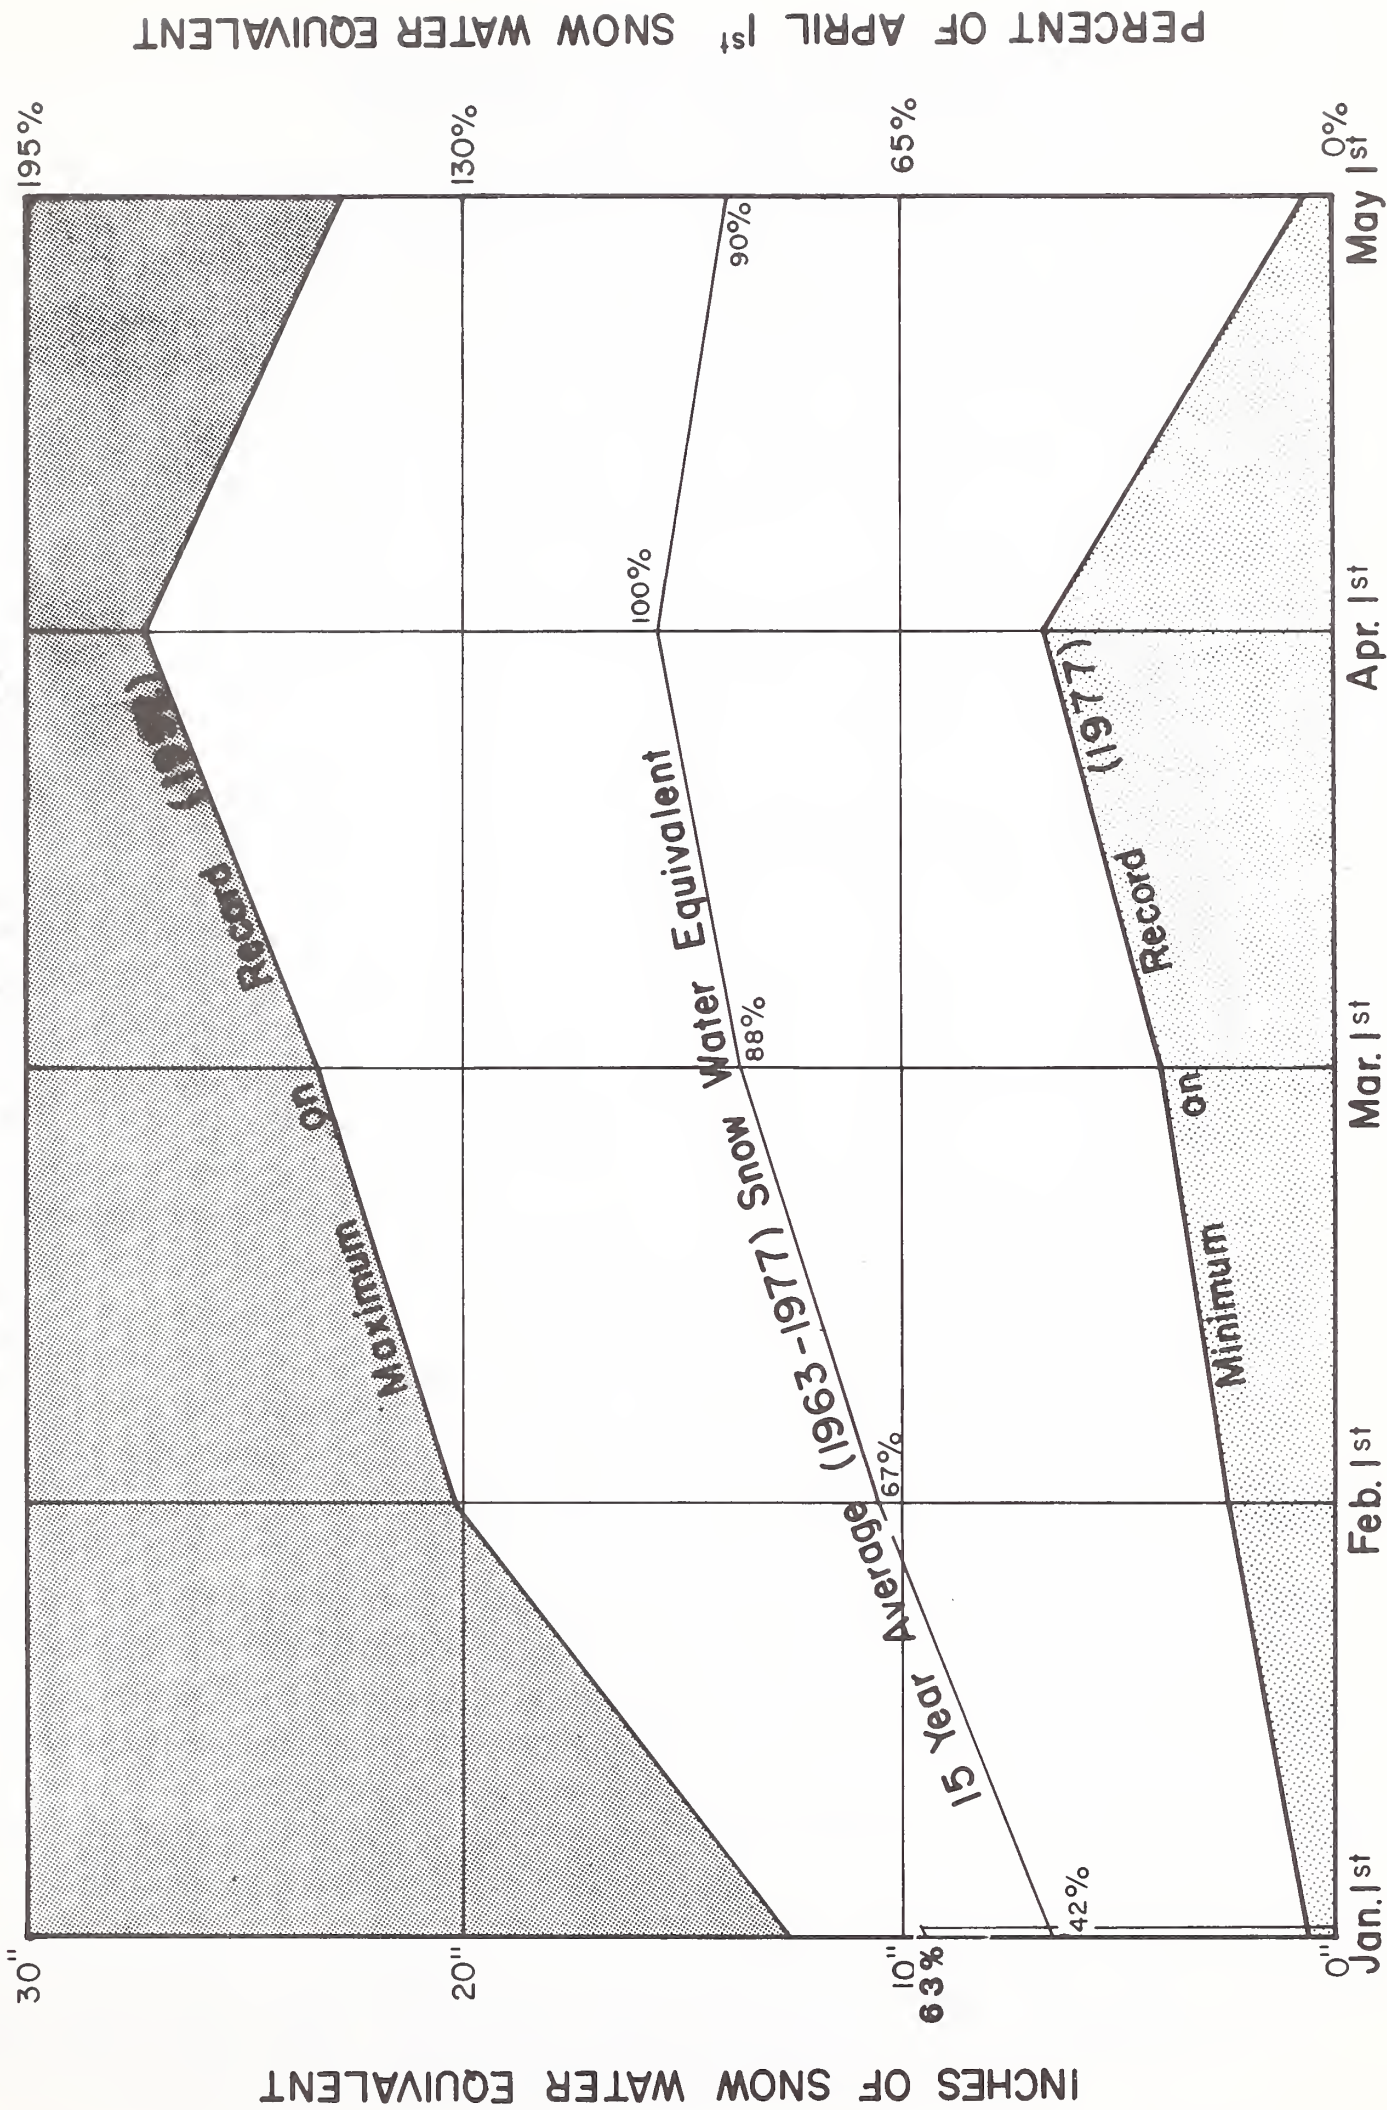 INCHES OF SNOW WATER EQUIVALENT
PERCENT OF APRIL 1st SNOW WATER EQUIVALENT
30"
20"
10"
63%
0"
195%
130%
65%
0%
Maximum on Record
15 Year Average (1963-1977) Snow Water Equivalent
Minimum on Record (1977)
42%
67%
88%
100%
90%
Jan. 1st
Feb. 1st
Mar. 1st
Apr. 1st
May 1st